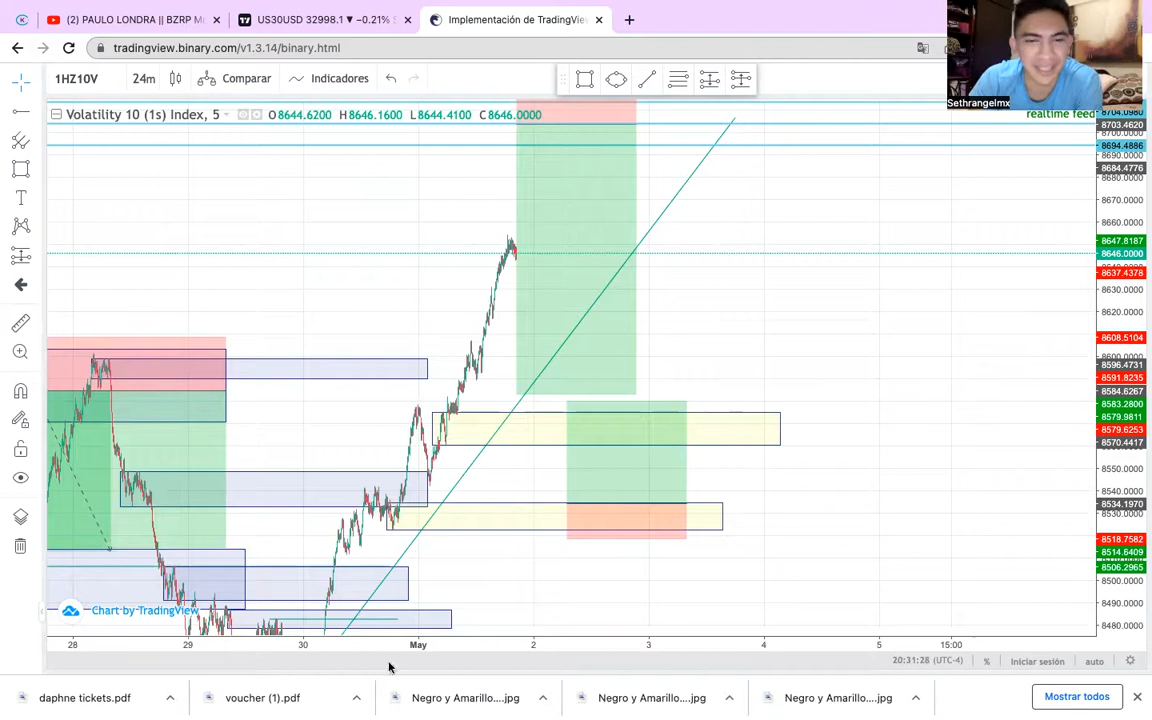 (2) PAULO LONDRA || BZRP M
US30USD 32998.1 ▼ −0.21%
Implementación de TradingVie
tradingview.binary.com/v1.3.14/binary.html
1HZ10V
24m
Comparar
Indicadores
Sethrangelmx
Volatility 10 (1s) Index, 5
O8644.6200 H8646.1600 L8644.4100 C8646.0000
realtime feed
8704.0980
8703.4620
8700.0000
8694.4886
8690.0000
8684.4776
8680.0000
8670.0000
8660.0000
8647.8187
8646.0000
8637.4378
8630.0000
8620.0000
8608.5104
8600.0000
8596.4731
8591.8235
8584.6267
8583.2800
8579.9811
8579.6253
8570.4417
8550.0000
8540.0000
8534.1970
8530.0000
8518.7582
8514.6409
8506.2965
8500.0000
8490.0000
8480.0000
Chart by TradingView
28
29
30
May
2
3
4
5
15:00
20:31:28 (UTC-4)
%
Iniciar sesión
auto
daphne tickets.pdf
voucher (1).pdf
Negro y Amarillo....jpg
Negro y Amarillo....jpg
Negro y Amarillo....jpg
Mostrar todos